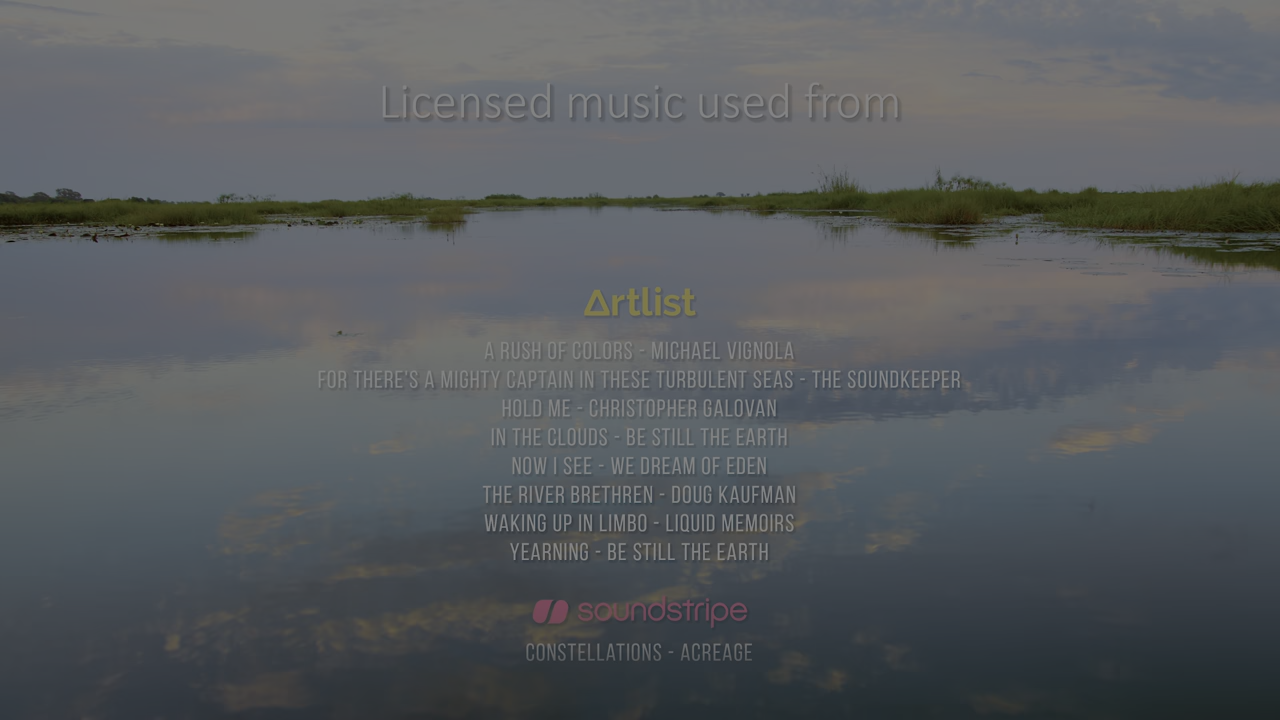 Licensed music used from
Artlist
A RUSH OF COLORS - MICHAEL VIGNOLA
FOR THERE'S A MIGHTY CAPTAIN IN THESE TURBULENT SEAS - THE SOUNDKEEPER
HOLD ME - CHRISTOPHER GALOVAN
IN THE CLOUDS - BE STILL THE EARTH
NOW I SEE - WE DREAM OF EDEN
THE RIVER BRETHREN - DOUG KAUFMAN
WAKING UP IN LIMBO - LIQUID MEMOIRS
YEARNING - BE STILL THE EARTH
soundstripe
CONSTELLATIONS - ACREAGE